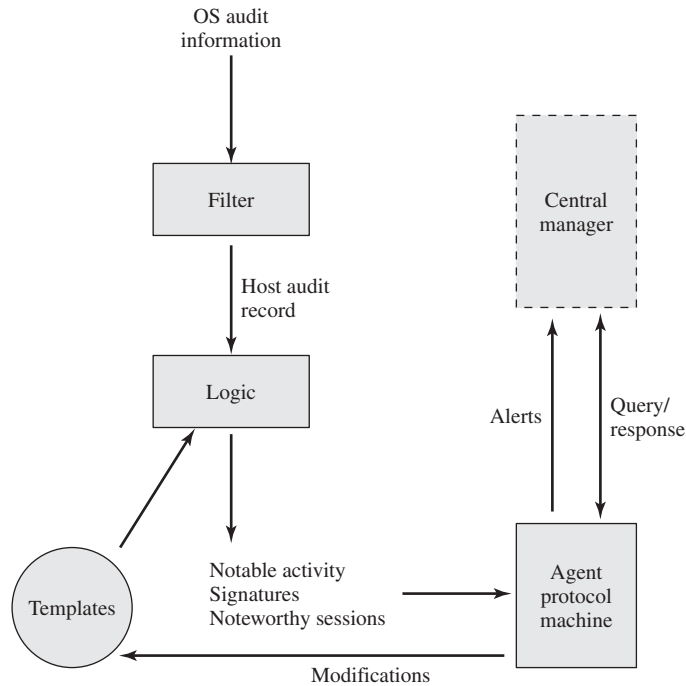 OS audit
information
Filter
Central
manager
Host audit
record
Logic
Alerts
Query/
response
Notable activity
Signatures
Noteworthy sessions
Agent
protocol
machine
Templates
Modifications